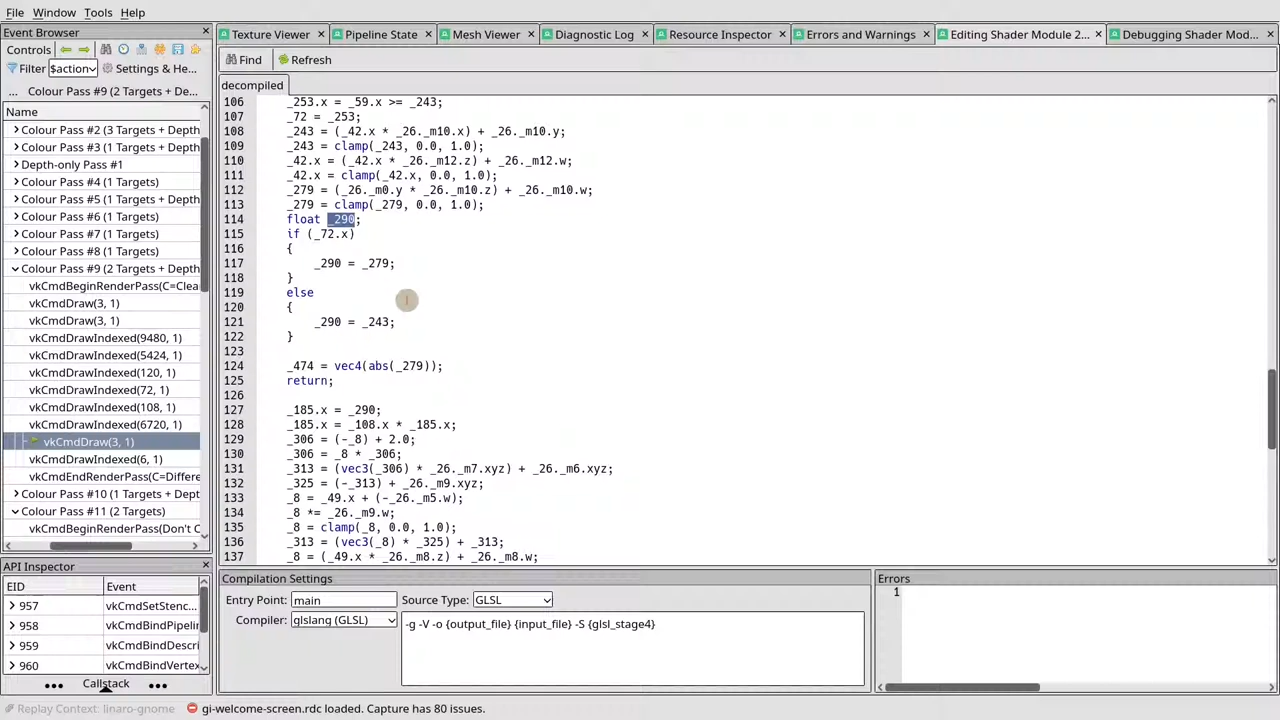 File Window Tools Help
Event Browser
Controls
Filter $action Settings & He...
... Colour Pass #9 (2 Targets + De...
Name
Colour Pass #2 (3 Targets + Depth
Colour Pass #3 (1 Targets + Depth
Depth-only Pass #1
Colour Pass #4 (1 Targets)
Colour Pass #5 (1 Targets + Depth
Colour Pass #6 (1 Targets)
Colour Pass #7 (1 Targets)
Colour Pass #8 (1 Targets)
Colour Pass #9 (2 Targets + Depth
vkCmdBeginRenderPass(C=Clea
vkCmdDraw(3, 1)
vkCmdDraw(3, 1)
vkCmdDrawIndexed(9480, 1)
vkCmdDrawIndexed(5424, 1)
vkCmdDrawIndexed(120, 1)
vkCmdDrawIndexed(72, 1)
vkCmdDrawIndexed(108, 1)
vkCmdDrawIndexed(6720, 1)
vkCmdDraw(3, 1)
vkCmdDrawIndexed(6, 1)
vkCmdEndRenderPass(C=Differe
Colour Pass #10 (1 Targets + Dept
Colour Pass #11 (2 Targets)
vkCmdBeginRenderPass(Don't C
API Inspector
EID Event
957 vkCmdSetStenc...
958 vkCmdBindPipelin
959 vkCmdBindDescri
960 vkCmdBindVertex
Callstack
Texture Viewer Pipeline State Mesh Viewer Diagnostic Log Resource Inspector Errors and Warnings Editing Shader Module 2... Debugging Shader Mod...
Find Refresh
decompiled
106 _253.x = _59.x >= _243;
107 _72 = _253;
108 _243 = (_42.x * _26._m10.x) + _26._m10.y;
109 _243 = clamp(_243, 0.0, 1.0);
110 _42.x = (_42.x * _26._m12.z) + _26._m12.w;
111 _42.x = clamp(_42.x, 0.0, 1.0);
112 _279 = (_26._m0.y * _26._m10.z) + _26._m10.w;
113 _279 = clamp(_279, 0.0, 1.0);
114 float _290;
115 if (_72.x)
116 {
117 _290 = _279;
118 }
119 else
120 {
121 _290 = _243;
122 }
123
124 _474 = vec4(abs(_279));
125 return;
126
127 _185.x = _290;
128 _185.x = _108.x * _185.x;
129 _306 = (-_8) + 2.0;
130 _306 = _8 * _306;
131 _313 = (vec3(_306) * _26._m7.xyz) + _26._m6.xyz;
132 _325 = (-_313) + _26._m9.xyz;
133 _8 = _49.x + (-_26._m5.w);
134 _8 *= _26._m9.w;
135 _8 = clamp(_8, 0.0, 1.0);
136 _313 = (vec3(_8) * _325) + _313;
137 _8 = (_49.x * _26._m8.z) + _26._m8.w;
Compilation Settings
Entry Point: main Source Type: GLSL
Compiler: glslang (GLSL)
-g -V -o {output_file} {input_file} -S {glsl_stage4}
Errors
1
Replay Context: linaro-gnome gi-welcome-screen.rdc loaded. Capture has 80 issues.